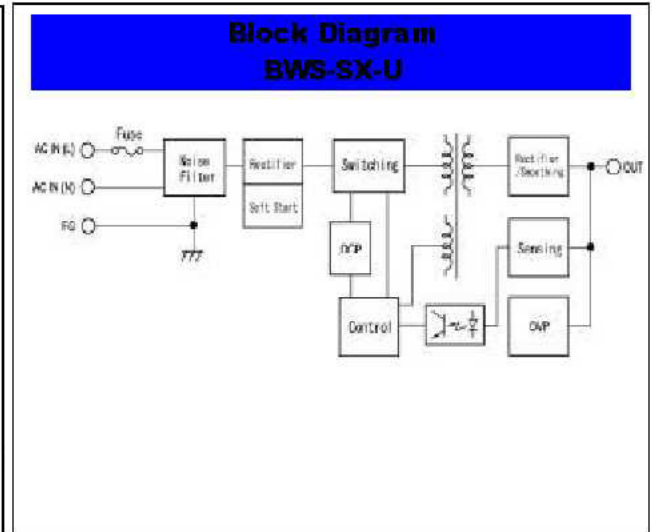 Block Diagram
BWS-SX-U
Fuse
AC IN (L)
Noise
Filter
Rectifier
Switching
Rectifier
/Smoothing
OUT
AC IN (N)
Soft Start
FG
OCP
Sensing
Control
OVP